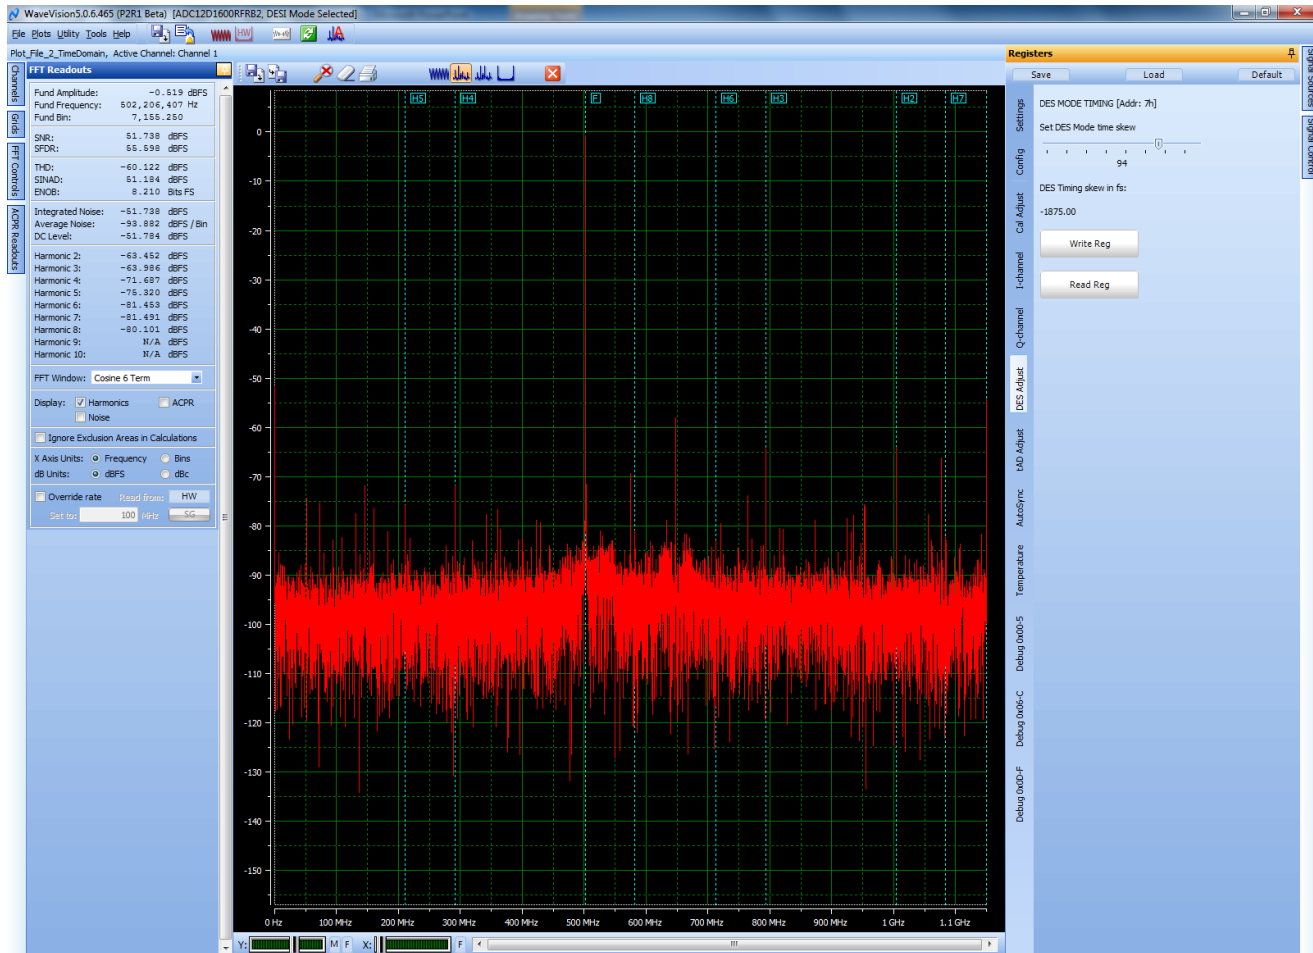 WaveVision5.0.6.465 (P2R1 Beta) [ADC12D1600RFRB2, DESI Mode Selected]
File Plots Utility Tools Help
HW
Plot_File_2_TimeDomain, Active Channel: Channel 1
Channels
Grids
FFT Controls
ACPR Readouts
FFT Readouts
Fund Amplitude: -0.519 dBFS
Fund Frequency: 502,206,407 Hz
Fund Bin: 7,155.250
SNR: 51.738 dBFS
SFDR: 55.598 dBFS
THD: -60.122 dBFS
SINAD: 51.184 dBFS
ENOB: 8.210 Bits FS
Integrated Noise: -51.738 dBFS
Average Noise: -93.882 dBFS / Bin
DC Level: -51.784 dBFS
Harmonic 2: -63.452 dBFS
Harmonic 3: -63.986 dBFS
Harmonic 4: -71.687 dBFS
Harmonic 5: -75.320 dBFS
Harmonic 6: -81.453 dBFS
Harmonic 7: -81.491 dBFS
Harmonic 8: -80.101 dBFS
Harmonic 9: N/A dBFS
Harmonic 10: N/A dBFS
FFT Window: Cosine 6 Term
Display: Harmonics ACPR
Noise
Ignore Exclusion Areas in Calculations
X Axis Units: Frequency Bins
dB Units: dBFS dBc
Override rate Read from: HW
Set to: 100 MHz SG
H5 H4 F H8 H6 H3 H2 H7
0
-10
-20
-30
-40
-50
-60
-70
-80
-90
-100
-110
-120
-130
-140
-150
0 Hz 100 MHz 200 MHz 300 MHz 400 MHz 500 MHz 600 MHz 700 MHz 800 MHz 900 MHz 1 GHz 1.1 GHz
Y: M F X: F
Registers
Save Load Default
Settings
Config
Cal Adjust
I-channel
Q-channel
DES Adjust
tAD Adjust
AutoSync
Temperature
Debug 0x00-5
Debug 0x06-C
Debug 0x0D-F
DES MODE TIMING [Addr: 7h]
Set DES Mode time skew
94
DES Timing skew in fs:
-1875.00
Write Reg
Read Reg
Signal Sources
Signal Control